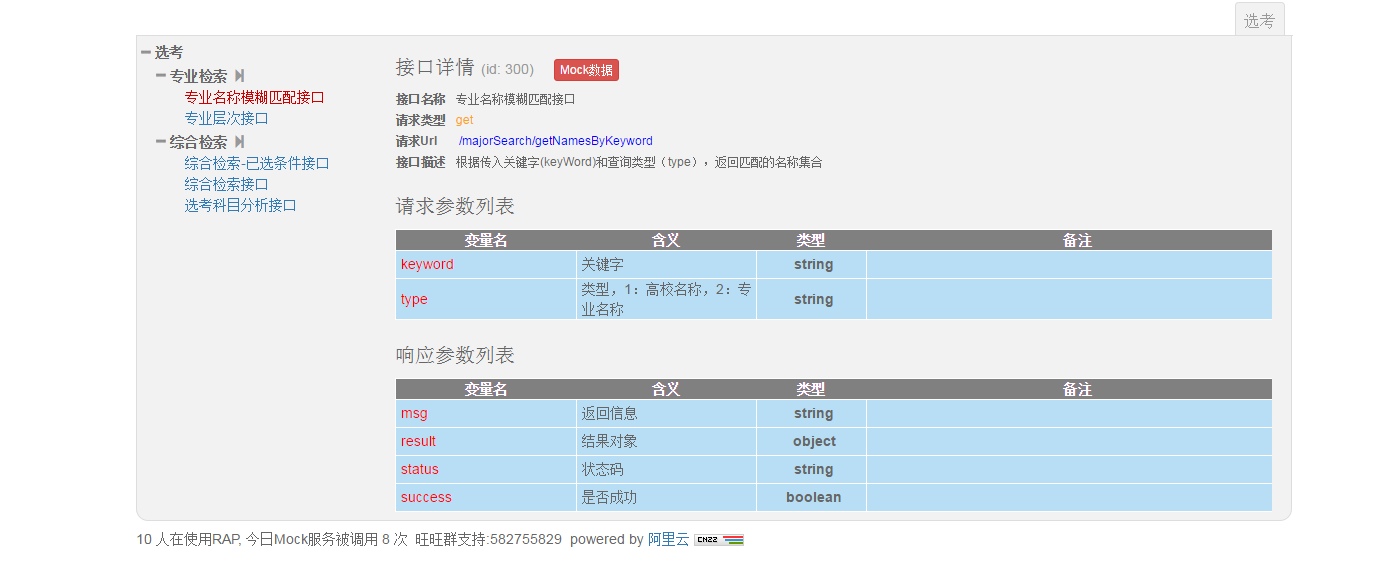 选考
选考
专业检索
专业名称模糊匹配接口
专业层次接口
综合检索
综合检索-已选条件接口
综合检索接口
选考科目分析接口
接口详情 (id: 300) Mock数据
接口名称 专业名称模糊匹配接口
请求类型 get
请求Url /majorSearch/getNamesByKeyword
接口描述 根据传入关键字(keyWord)和查询类型（type），返回匹配的名称集合
请求参数列表
变量名 含义 类型 备注
keyword 关键字 string
type 类型，1：高校名称，2：专业名称 string
响应参数列表
变量名 含义 类型 备注
msg 返回信息 string
result 结果对象 object
status 状态码 string
success 是否成功 boolean
10 人在使用RAP, 今日Mock服务被调用 8 次 旺旺群支持:582755829 powered by 阿里云 CNZZ